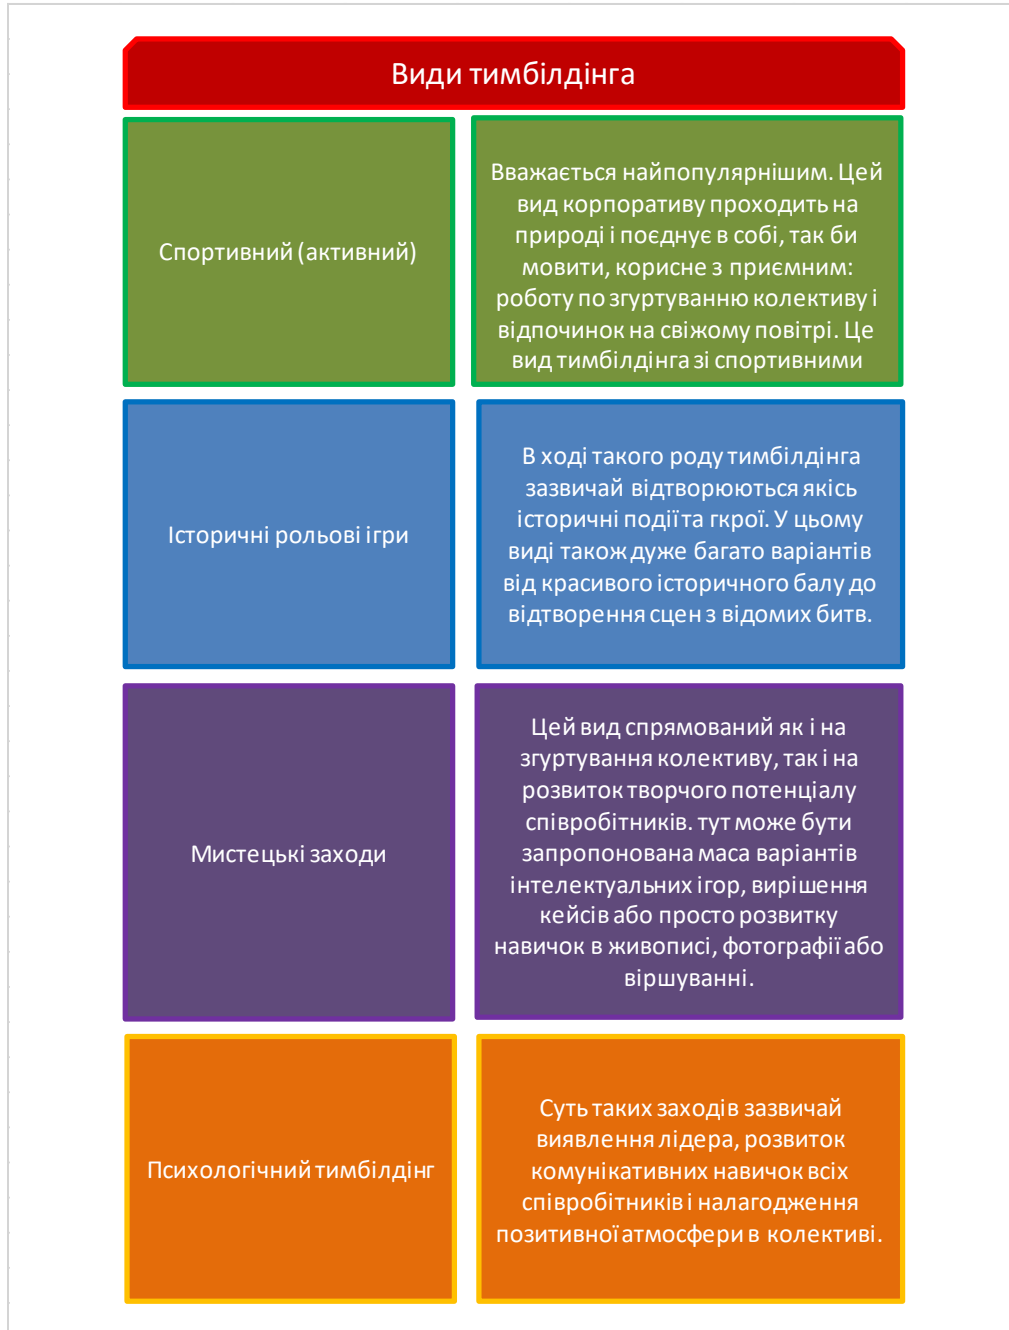 Види тимбілдінга
Спортивний (активний)
Вважається найпопулярнішим. Цей
вид корпоративу проходить на
природі і поєднує в собі, так би
мовити, корисне з приємним:
роботу по згуртуванню колективу і
відпочинок на свіжому повітрі. Це
вид тимбілдінга зі спортивними
Історичні рольові ігри
В ході такого роду тимбілдінга
зазвичай відтворюються якісь
історичні події та гкрої. У цьому
виді також дуже багато варіантів
від красивого історичного балу до
відтворення сцен з відомих битв.
Мистецькі заходи
Цей вид спрямований як і на
згуртування колективу, так і на
розвиток творчого потенціалу
співробітників. тут може бути
запропонована маса варіантів
інтелектуальних ігор, вирішення
кейсів або просто розвитку
навичок в живописі, фотографії або
віршуванні.
Психологічний тимбілдінг
Суть таких заходів зазвичай
виявлення лідера, розвиток
комунікативних навичок всіх
співробітників і налагодження
позитивної атмосфери в колективі.